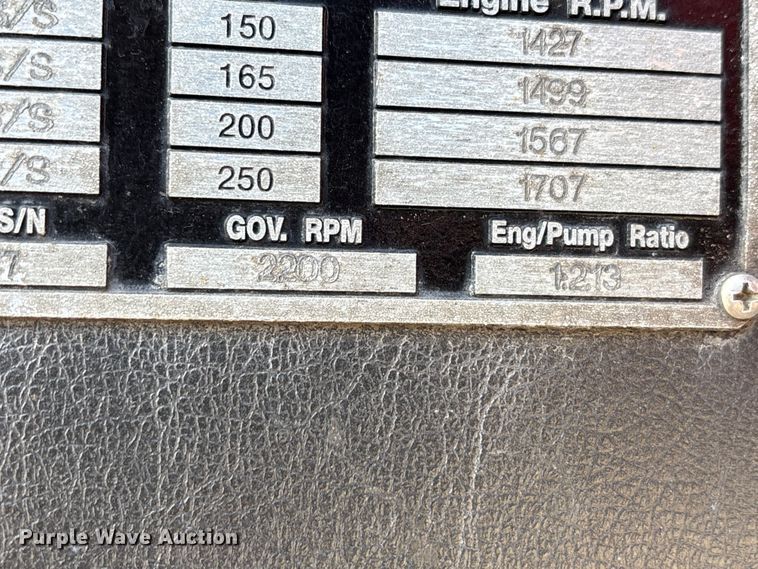 Engine R.P.M.
S/S 150 1427
S/S 165 1499
S/S 200 1567
/S 250 1707
S/N GOV. RPM Eng/Pump Ratio
7 2200 1.213
Purple Wave Auction